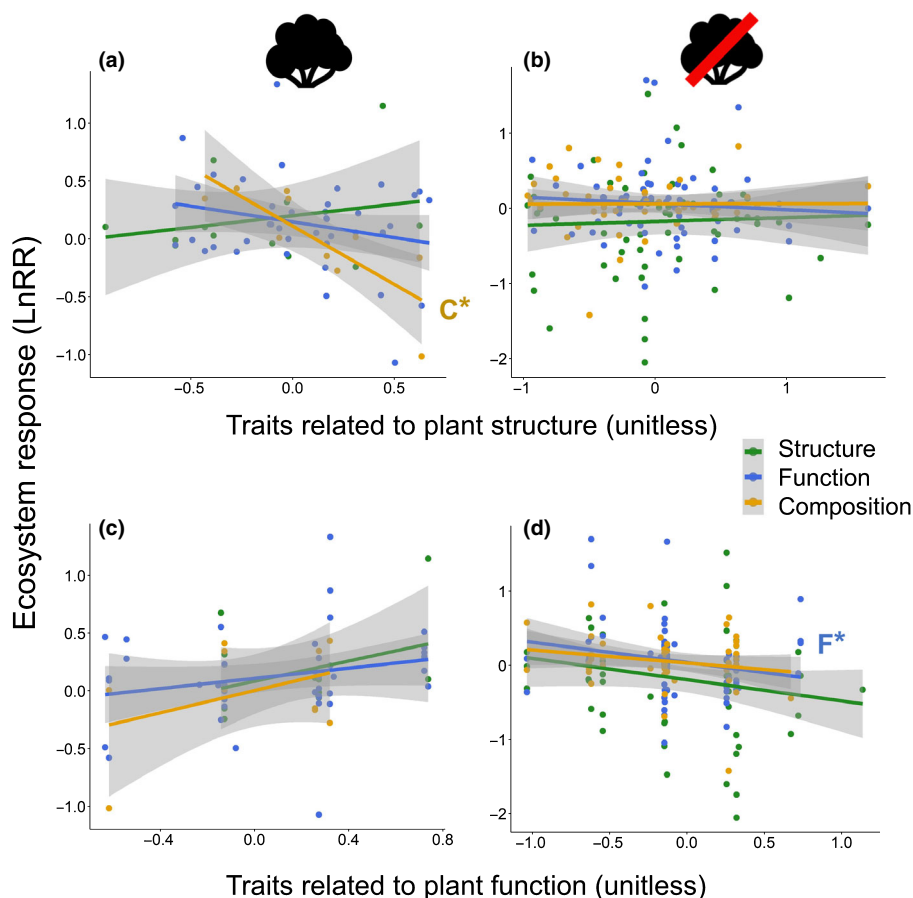 (a)
(b)
1.0
0.5
0.0
−0.5
−1.0
1
0
−1
−2
C*
−0.5
0.0
0.5
−1
0
1
Traits related to plant structure (unitless)
Ecosystem response (LnRR)
Structure
Function
Composition
(c)
(d)
1.0
0.5
0.0
−0.5
−1.0
1
0
−1
−2
F*
−0.4
0.0
0.4
0.8
−1.0
−0.5
0.0
0.5
1.0
Traits related to plant function (unitless)